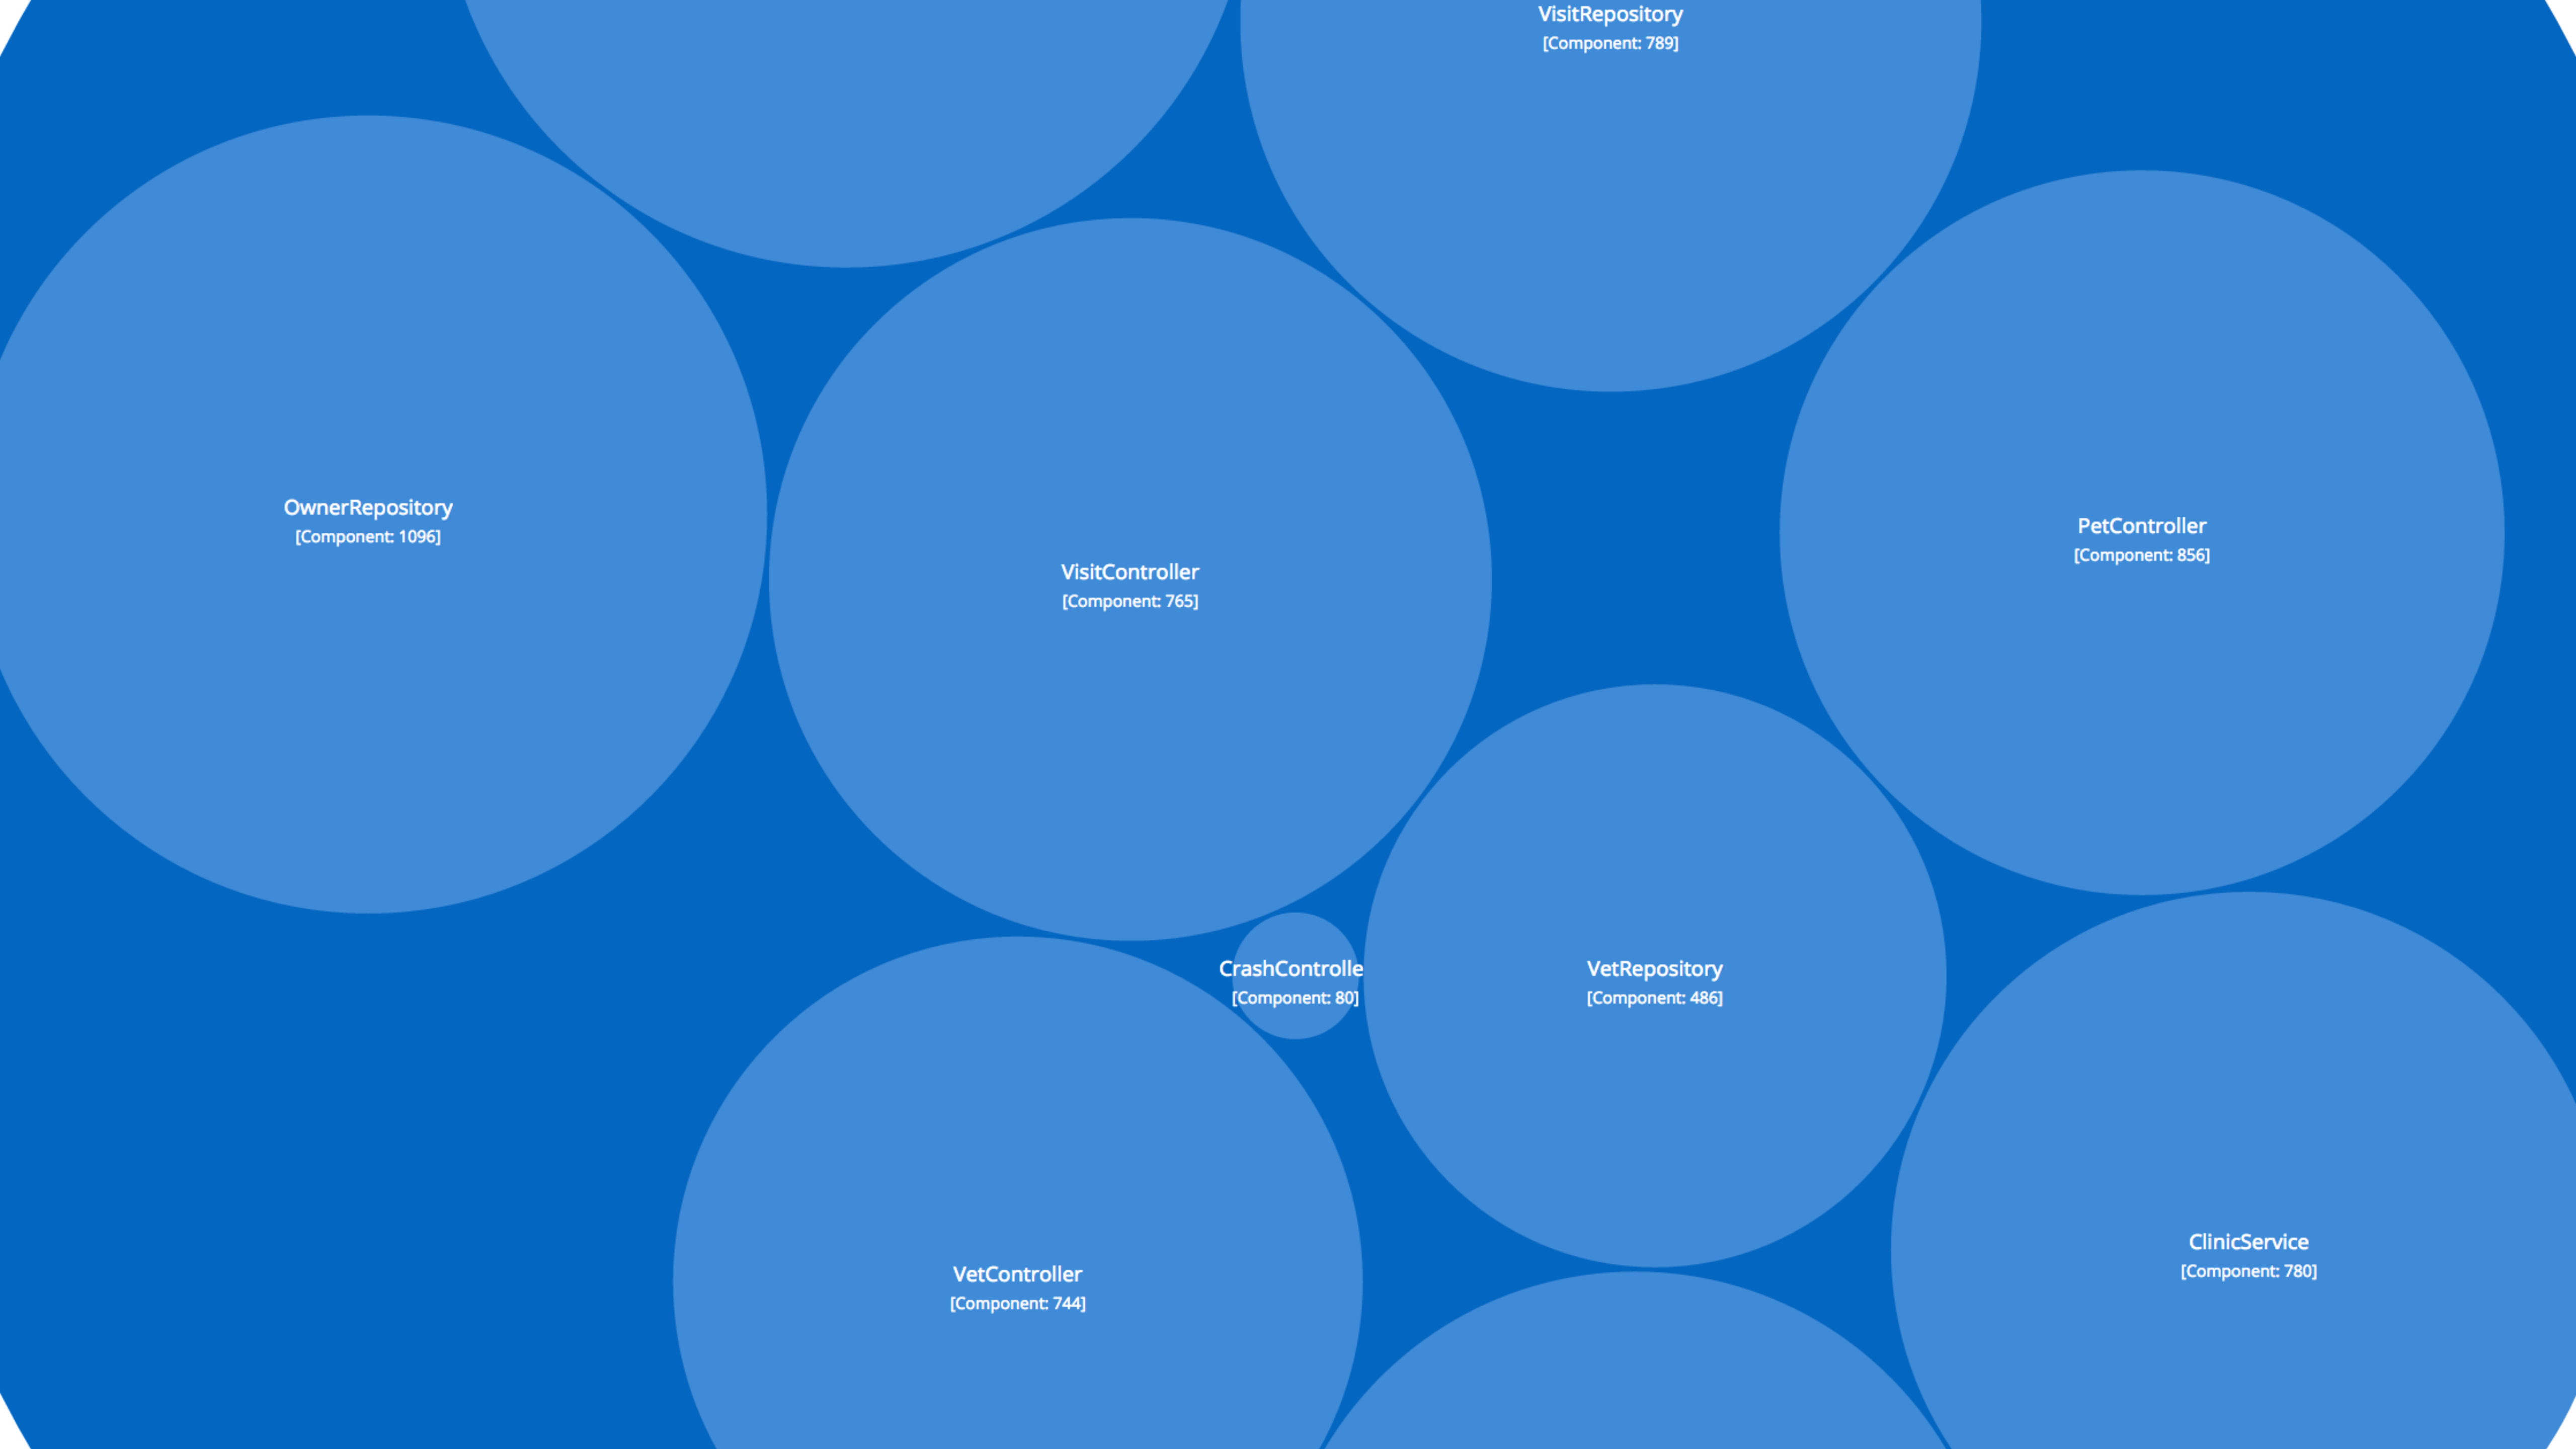 VisitRepository
[Component: 789]
OwnerRepository
[Component: 1096]
PetController
[Component: 856]
VisitController
[Component: 765]
CrashControlle
[Component: 80]
VetRepository
[Component: 486]
ClinicService
[Component: 780]
VetController
[Component: 744]